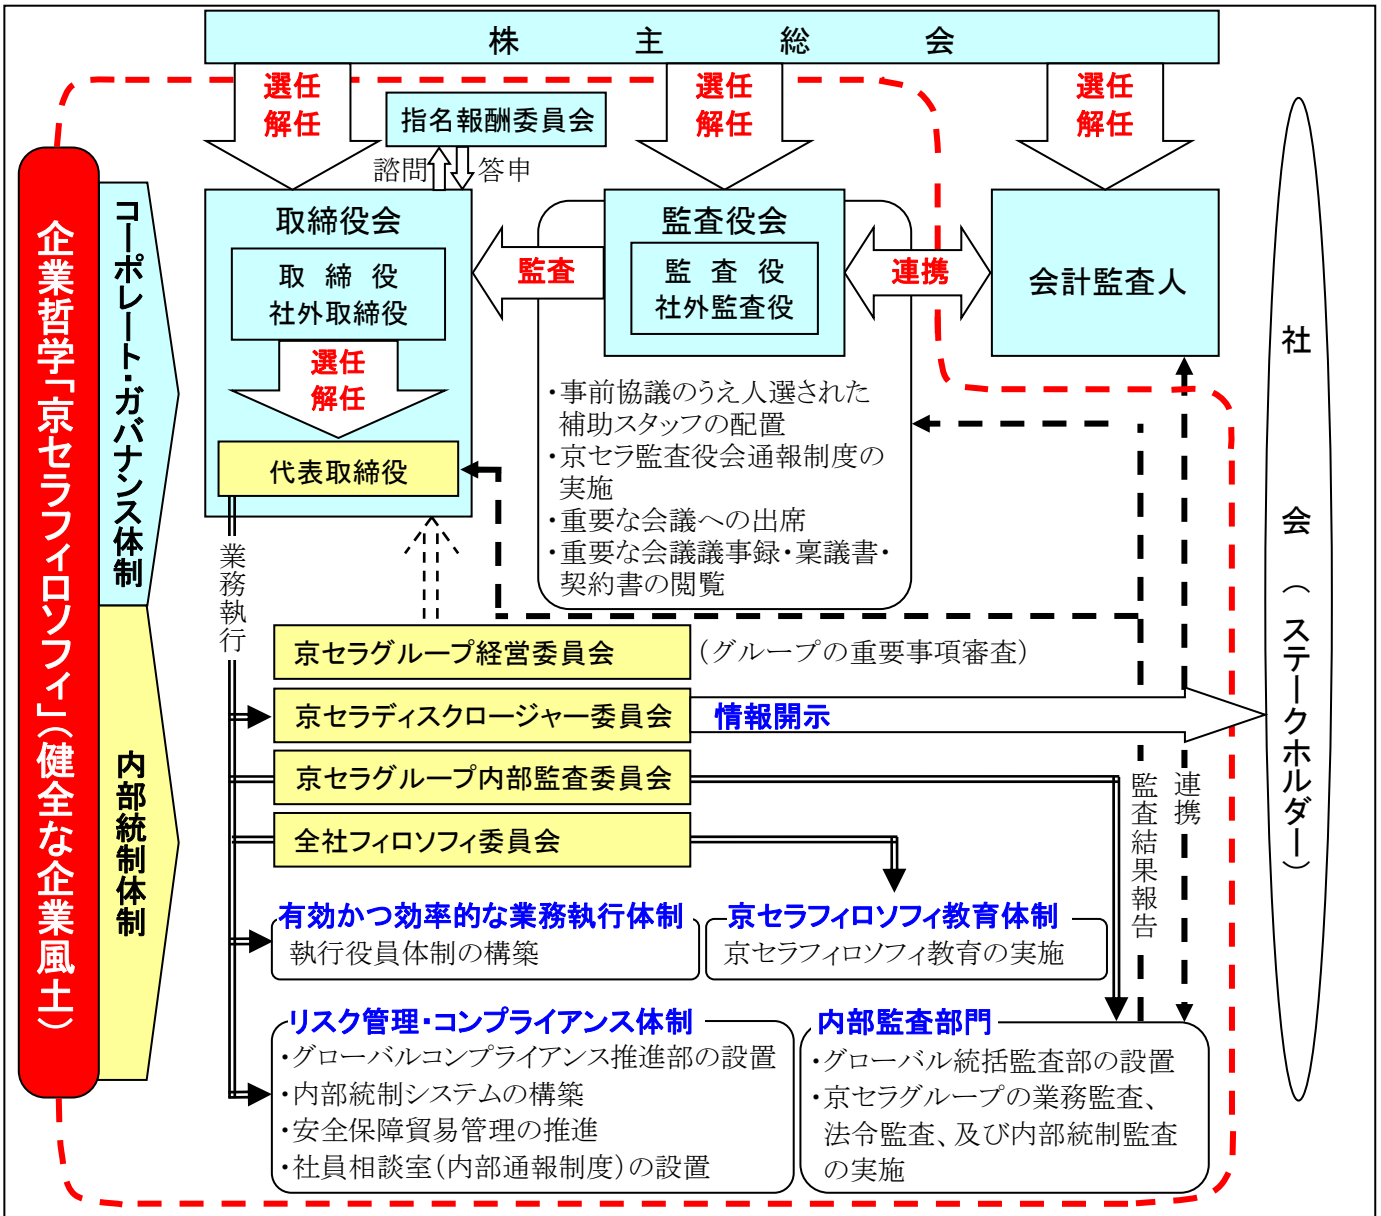 株主総会
選任
解任
選任
解任
選任
解任
指名報酬委員会
諮問
答申
企業哲学「京セラフィロソフィ」（健全な企業風土）
コーポレート・ガバナンス体制
内部統制体制
取締役会
取締役
社外取締役
選任
解任
代表取締役
監査
監査役会
監査役
社外監査役
連携
会計監査人
・事前協議のうえ人選された
補助スタッフの配置
・京セラ監査役会通報制度の
実施
・重要な会議への出席
・重要な会議議事録・稟議書・
契約書の閲覧
業務執行
京セラグループ経営委員会
（グループの重要事項審査）
京セラディスクロージャー委員会
情報開示
京セラグループ内部監査委員会
全社フィロソフィ委員会
監査結果報告
連携
社会（ステークホルダー）
有効かつ効率的な業務執行体制
執行役員体制の構築
京セラフィロソフィ教育体制
京セラフィロソフィ教育の実施
リスク管理・コンプライアンス体制
・グローバルコンプライアンス推進部の設置
・内部統制システムの構築
・安全保障貿易管理の推進
・社員相談室（内部通報制度）の設置
内部監査部門
・グローバル統括監査部の設置
・京セラグループの業務監査、
法令監査、及び内部統制監査
の実施